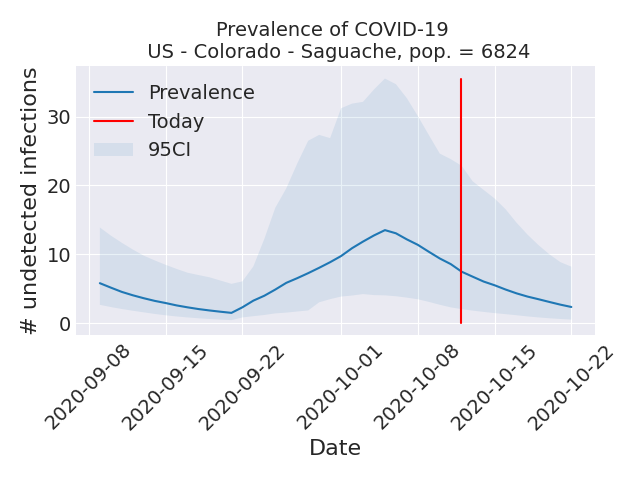 Prevalence of COVID-19
US - Colorado - Saguache, pop. = 6824
# undetected infections
30
20
10
0
Prevalence
Today
95CI
2020-09-08
2020-09-15
2020-09-22
2020-10-01
2020-10-08
2020-10-15
2020-10-22
Date